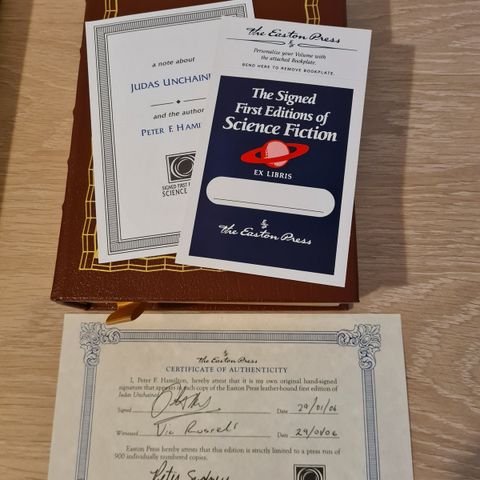 a note about
JUDAS UNCHAIN
and the author
PETER F. HAMI
SIGNED FIRST
SCIENCE
The Easton Press
Personalize your Volume with
the attached Bookplate.
BEND HERE TO REMOVE BOOKPLATE.
The Signed
First Editions of
Science Fiction
EX LIBRIS
The Easton Press
The Easton Press
CERTIFICATE OF AUTHENTICITY
I, Peter F. Hamilton, hereby attest that it is my own original hand-signed
signature that appears in each copy of the Easton Press leather-bound first edition of
Judas Unchained.
Signed Date 29/01/06
Witnessed Date 29/01/06
Easton Press hereby attests that this edition is strictly limited to a press run of
900 individually numbered copies.